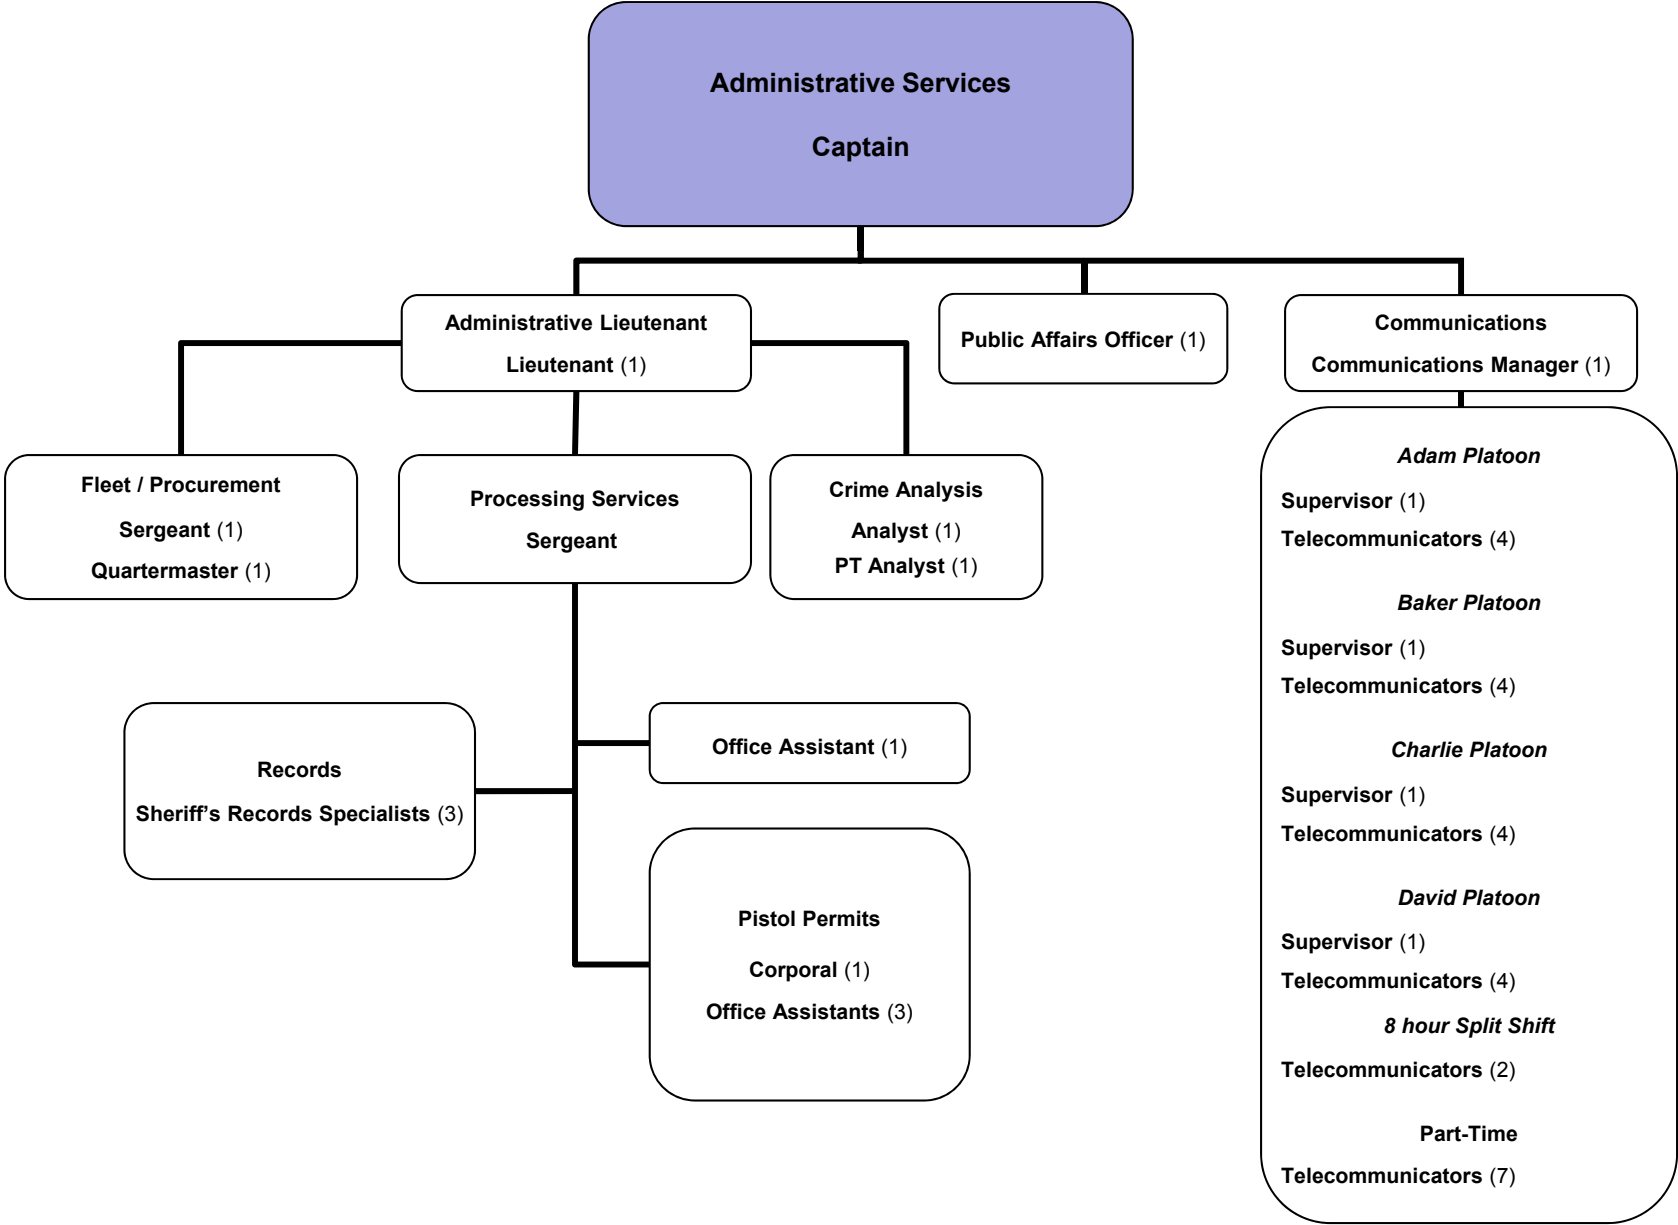 Administrative Services
Captain
Administrative Lieutenant
Lieutenant (1)
Public Affairs Officer (1)
Communications
Communications Manager (1)
Fleet / Procurement
Sergeant (1)
Quartermaster (1)
Processing Services
Sergeant
Crime Analysis
Analyst (1)
PT Analyst (1)
Records
Sheriff’s Records Specialists (3)
Office Assistant (1)
Pistol Permits
Corporal (1)
Office Assistants (3)
Adam Platoon
Supervisor (1)
Telecommunicators (4)
Baker Platoon
Supervisor (1)
Telecommunicators (4)
Charlie Platoon
Supervisor (1)
Telecommunicators (4)
David Platoon
Supervisor (1)
Telecommunicators (4)
8 hour Split Shift
Telecommunicators (2)
Part-Time
Telecommunicators (7)